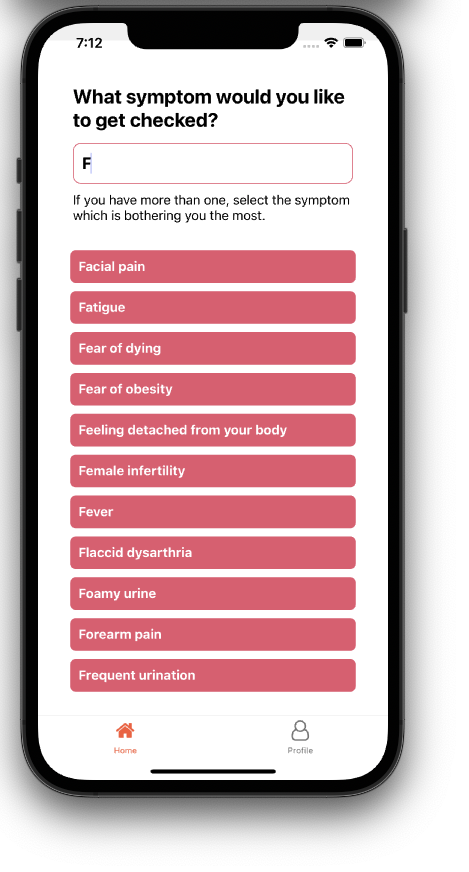 7:12
What symptom would you like
to get checked?
F
If you have more than one, select the symptom
which is bothering you the most.
Facial pain
Fatigue
Fear of dying
Fear of obesity
Feeling detached from your body
Female infertility
Fever
Flaccid dysarthria
Foamy urine
Forearm pain
Frequent urination
Home
Profile